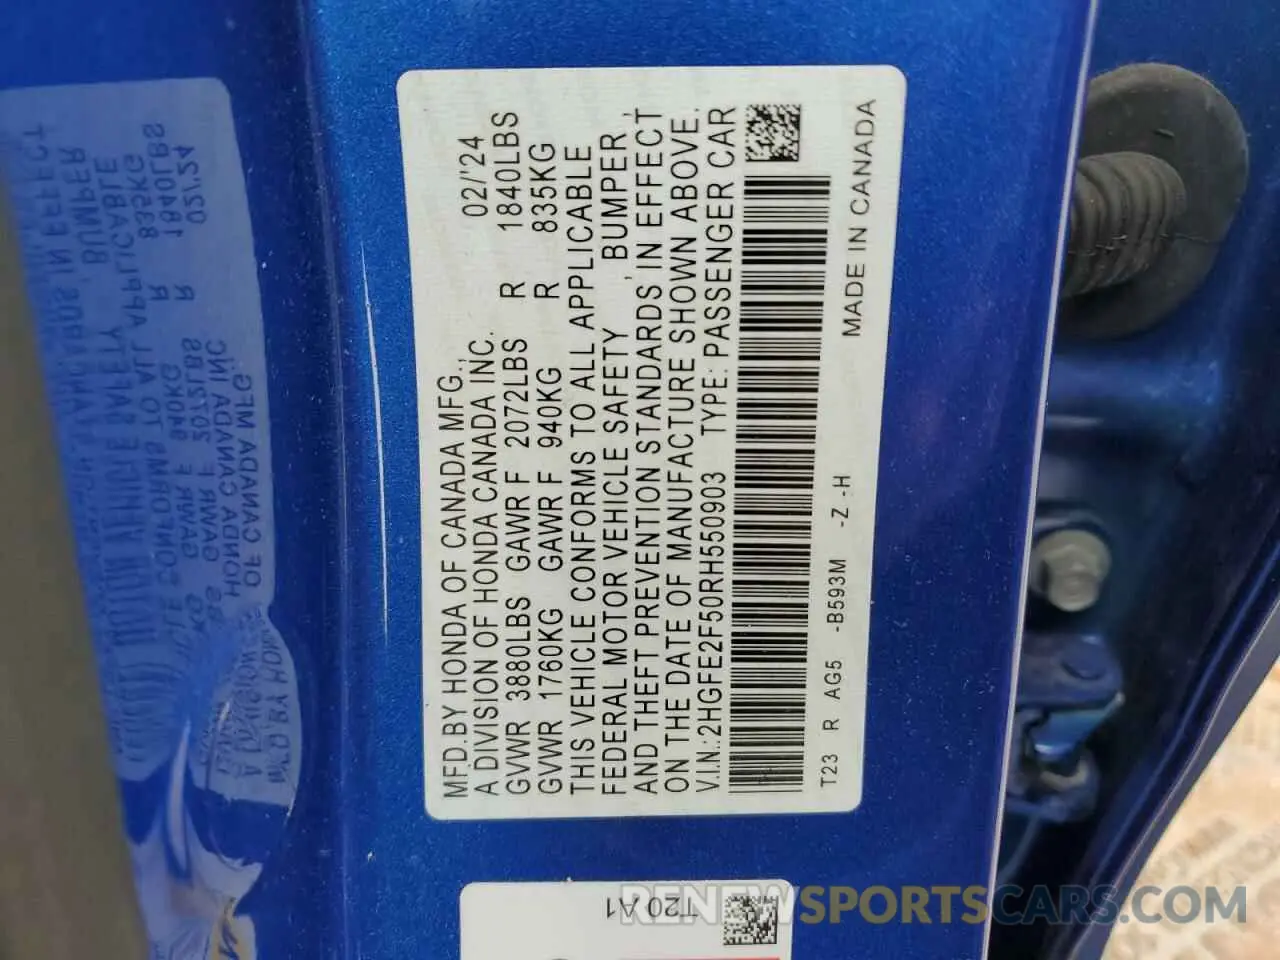 MFD.BY HONDA OF CANADA MFG., 02/'24
A DIVISION OF HONDA CANADA INC.
GVWR 3880LBS GAWR F 2072LBS R 1840LBS
GVWR 1760KG GAWR F 940KG R 835KG
THIS VEHICLE CONFORMS TO ALL APPLICABLE
FEDERAL MOTOR VEHICLE SAFETY , BUMPER ,
AND THEFT PREVENTION STANDARDS IN EFFECT
ON THE DATE OF MANUFACTURE SHOWN ABOVE.
V.I.N.:2HGFE2F50RH550903 TYPE: PASSENGER CAR
T23 R AG5 -B593M -Z -H
MADE IN CANADA
T20 A1
RENEWSPORTSCARS.COM